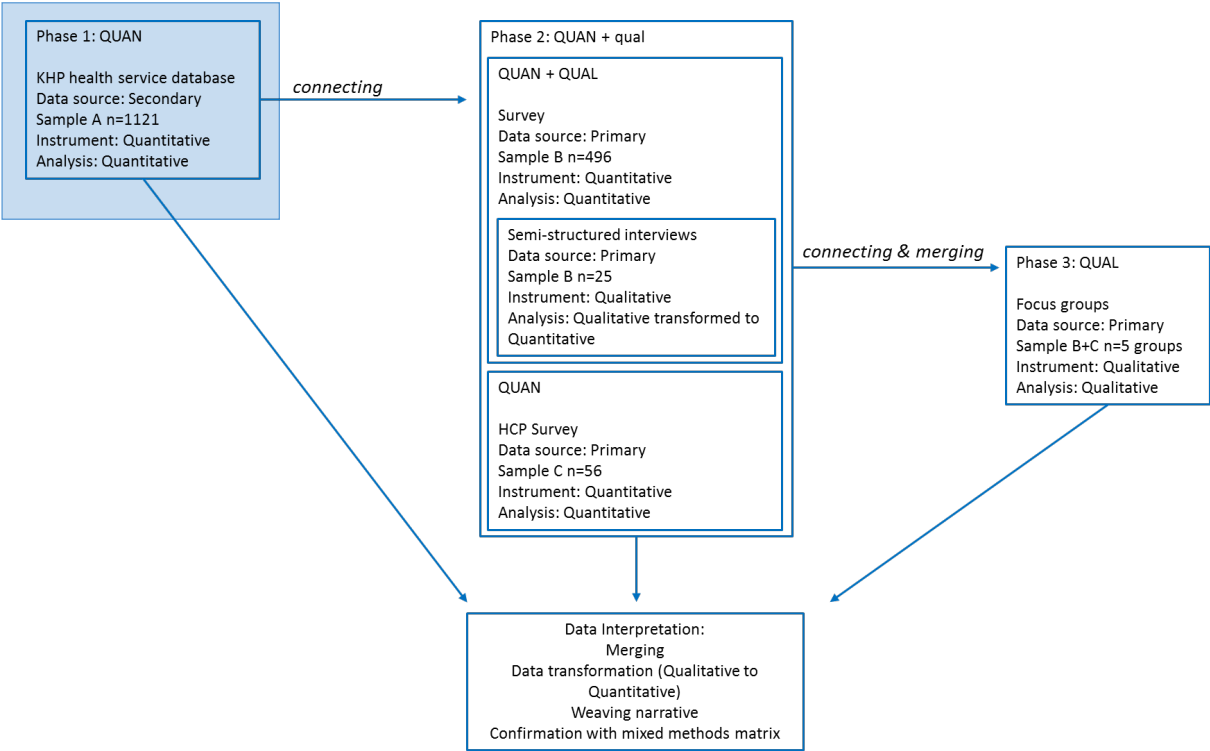 Phase 1: QUAN
KHP health service database
Data source: Secondary
Sample A n=1121
Instrument: Quantitative
Analysis: Quantitative
connecting
Phase 2: QUAN + qual
QUAN + QUAL
Survey
Data source: Primary
Sample B n=496
Instrument: Quantitative
Analysis: Quantitative
Semi-structured interviews
Data source: Primary
Sample B n=25
Instrument: Qualitative
Analysis: Qualitative transformed to
Quantitative
QUAN
HCP Survey
Data source: Primary
Sample C n=56
Instrument: Quantitative
Analysis: Quantitative
connecting & merging
Phase 3: QUAL
Focus groups
Data source: Primary
Sample B+C n=5 groups
Instrument: Qualitative
Analysis: Qualitative
Data Interpretation:
Merging
Data transformation (Qualitative to
Quantitative)
Weaving narrative
Confirmation with mixed methods matrix